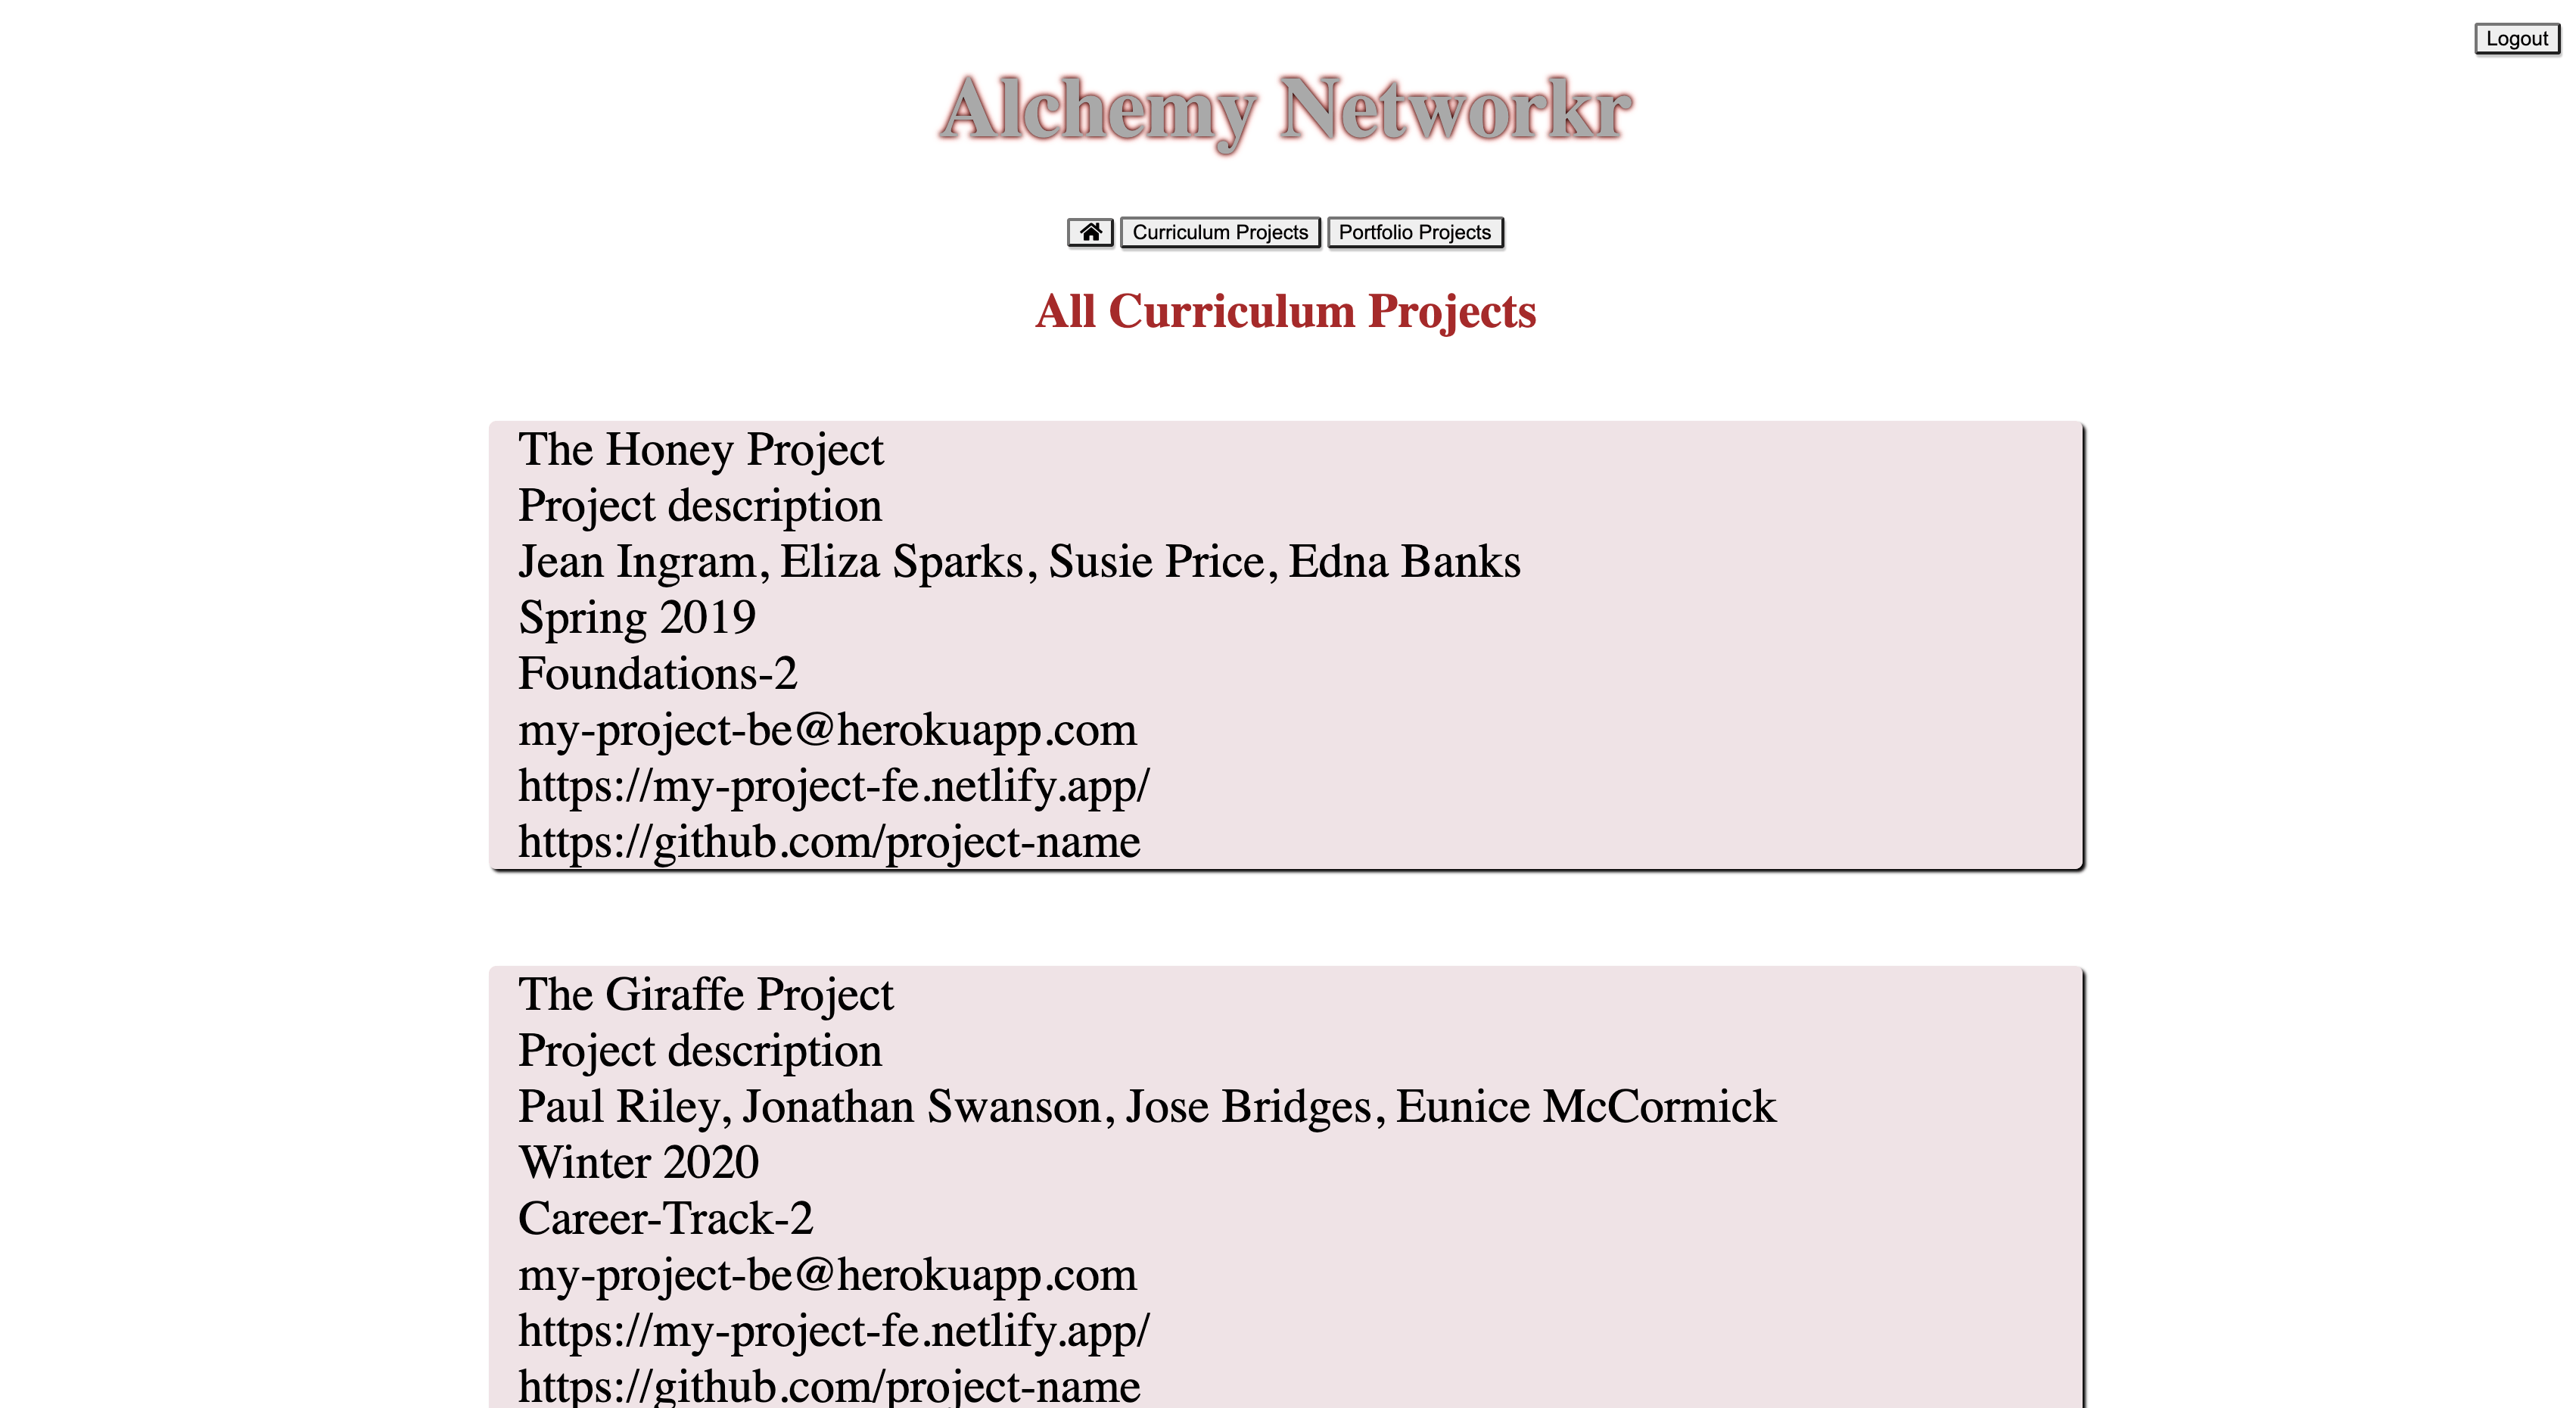 Logout
Alchemy Networkr
Curriculum Projects Portfolio Projects
All Curriculum Projects
The Honey Project
Project description
Jean Ingram, Eliza Sparks, Susie Price, Edna Banks
Spring 2019
Foundations-2
my-project-be@herokuapp.com
https://my-project-fe.netlify.app/
https://github.com/project-name
The Giraffe Project
Project description
Paul Riley, Jonathan Swanson, Jose Bridges, Eunice McCormick
Winter 2020
Career-Track-2
my-project-be@herokuapp.com
https://my-project-fe.netlify.app/
https://github.com/project-name